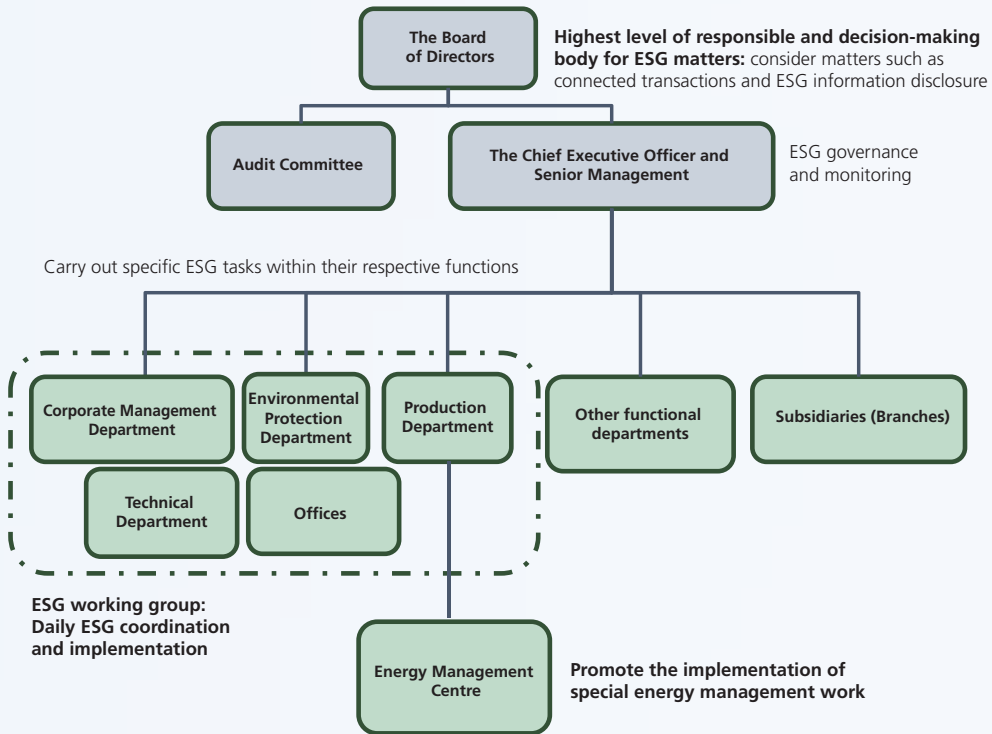 The Board
of Directors
Highest level of responsible and decision-making
body for ESG matters: consider matters such as
connected transactions and ESG information disclosure
Audit Committee
The Chief Executive Officer and
Senior Management
ESG governance
and monitoring
Carry out specific ESG tasks within their respective functions
Corporate Management
Department
Environmental
Protection
Department
Production
Department
Other functional
departments
Subsidiaries (Branches)
Technical
Department
Offices
ESG working group:
Daily ESG coordination
and implementation
Energy Management
Centre
Promote the implementation of
special energy management work